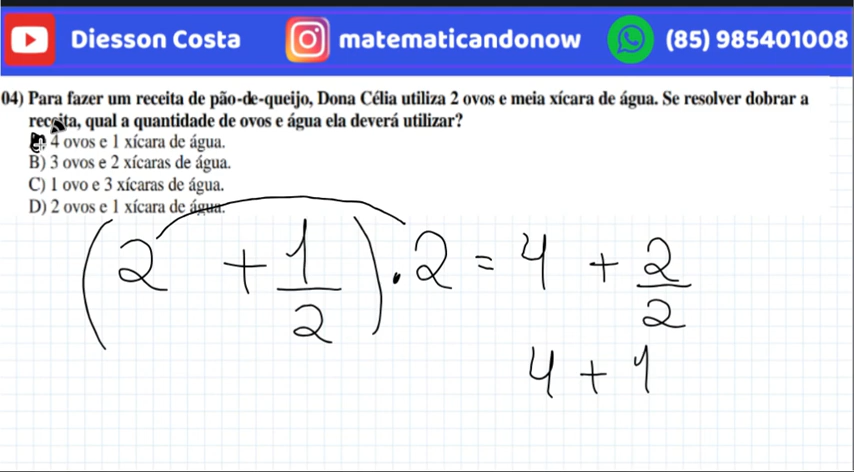 Diesson Costa matematicandonow (85) 985401008
04) Para fazer um receita de pão-de-queijo, Dona Célia utiliza 2 ovos e meia xícara de água. Se resolver dobrar a
receita, qual a quantidade de ovos e água ela deverá utilizar?
4 ovos e 1 xícara de água.
B) 3 ovos e 2 xícaras de água.
C) 1 ovo e 3 xícaras de água.
D) 2 ovos e 1 xícara de água.
(2 + 1/2) . 2 = 4 + 2/2
4 + 1